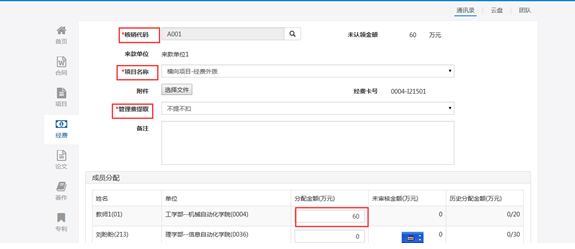 通讯录 云盘 团队
首页
合同
项目
经费
论文
著作
专利
*核销代码 A001 未认领金额 60 万元
来款单位 来款单位1
*项目名称 横向项目-经费外拨
附件 选择文件 经费卡号 0004-I21501
*管理费提取 不提不扣
备注
成员分配
姓名 单位 分配金额(万元) 未审核金额(万元) 历史分配金额(万元)
教师1(01) 工学部--机械自动化学院(0004) 60 0 0/20
刘盼盼(213) 理学部--信息自动化学院(0036) 0 0 0/30